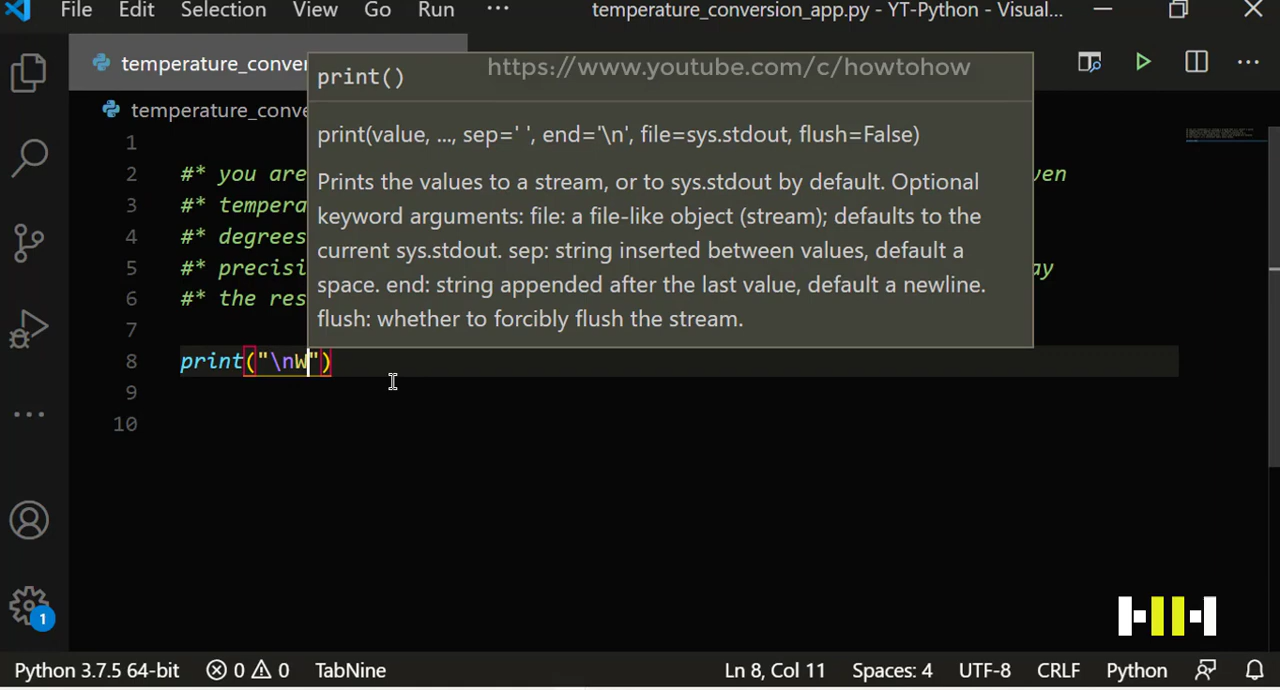 File Edit Selection View Go Run ··· temperature_conversion_app.py - YT-Python - Visual...
temperature_conver
https://www.youtube.com/c/howtohow
print()
temperature_conve
print(value, ..., sep=' ', end='\n', file=sys.stdout, flush=False)
Prints the values to a stream, or to sys.stdout by default. Optional
keyword arguments: file: a file-like object (stream); defaults to the
current sys.stdout. sep: string inserted between values, default a
space. end: string appended after the last value, default a newline.
flush: whether to forcibly flush the stream.
1
2 #* you are ven
3 #* tempera
4 #* degrees
5 #* precisi ay
6 #* the res
7
8 print("\nW")
9
10
1
Python 3.7.5 64-bit 0 0 TabNine Ln 8, Col 11 Spaces: 4 UTF-8 CRLF Python